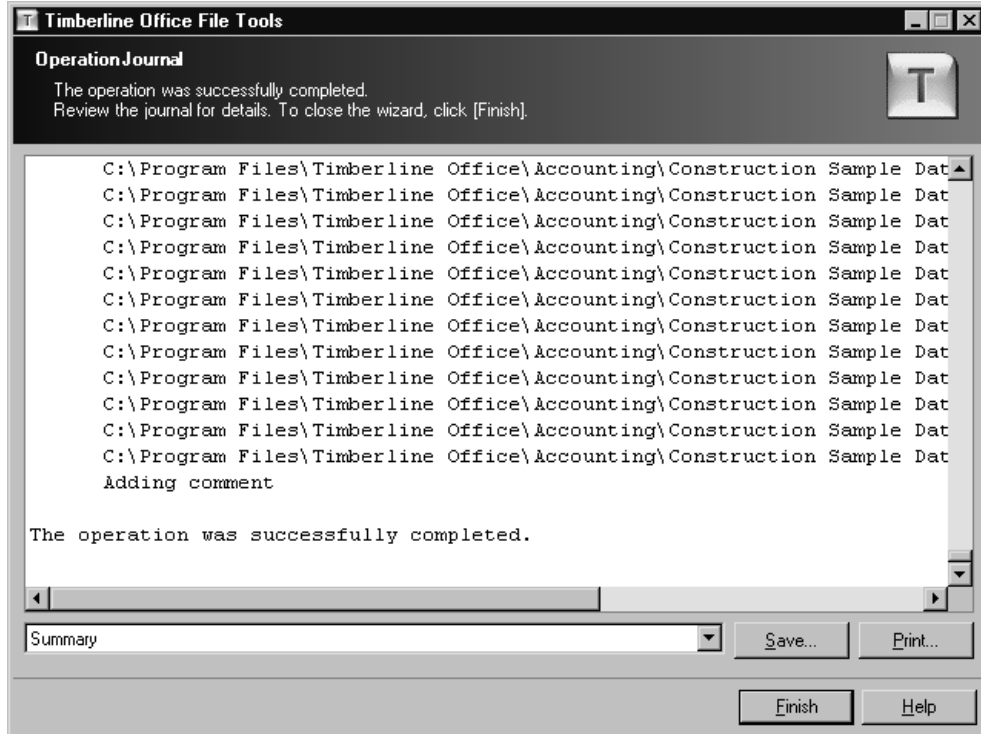 T Timberline Office File Tools
Operation Journal
T
The operation was successfully completed.
Review the journal for details. To close the wizard, click [Finish].
C:\Program Files\Timberline Office\Accounting\Construction Sample Dat
C:\Program Files\Timberline Office\Accounting\Construction Sample Dat
C:\Program Files\Timberline Office\Accounting\Construction Sample Dat
C:\Program Files\Timberline Office\Accounting\Construction Sample Dat
C:\Program Files\Timberline Office\Accounting\Construction Sample Dat
C:\Program Files\Timberline Office\Accounting\Construction Sample Dat
C:\Program Files\Timberline Office\Accounting\Construction Sample Dat
C:\Program Files\Timberline Office\Accounting\Construction Sample Dat
C:\Program Files\Timberline Office\Accounting\Construction Sample Dat
C:\Program Files\Timberline Office\Accounting\Construction Sample Dat
C:\Program Files\Timberline Office\Accounting\Construction Sample Dat
C:\Program Files\Timberline Office\Accounting\Construction Sample Dat
Adding comment
The operation was successfully completed.
Summary
Save...
Print...
Finish
Help